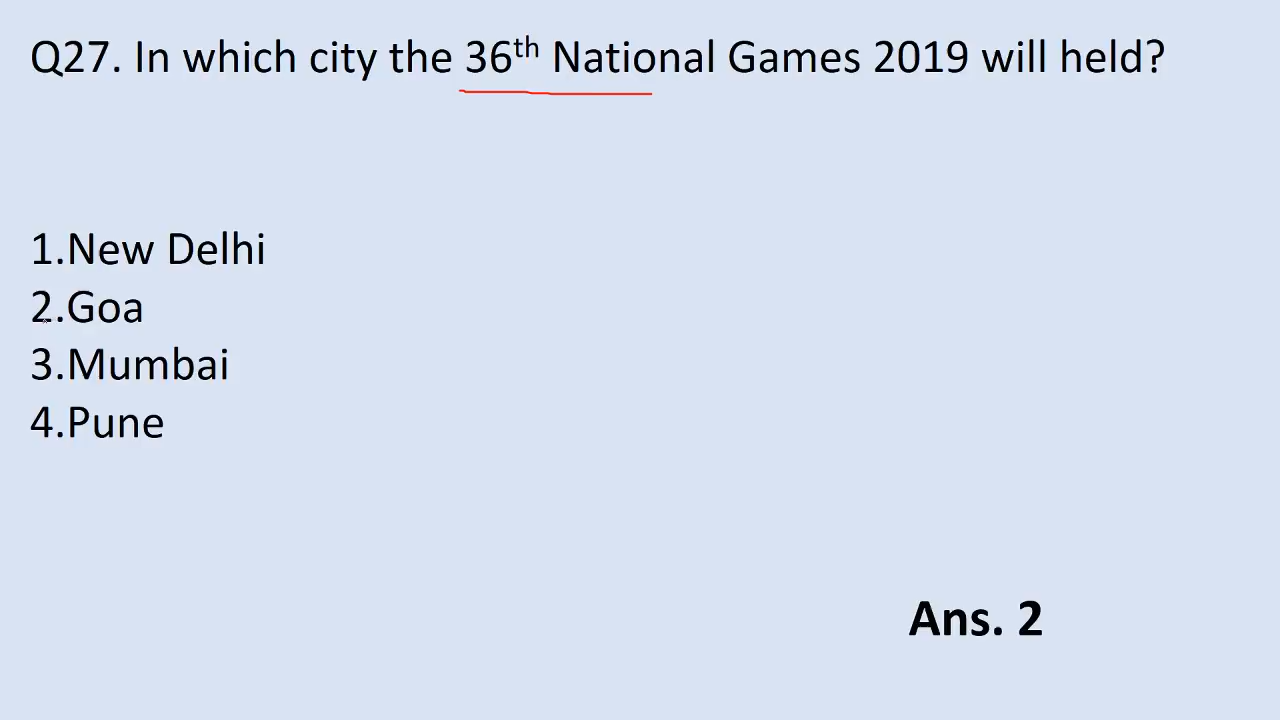 Q27. In which city the 36th National Games 2019 will held?
1.New Delhi
2.Goa
3.Mumbai
4.Pune
Ans. 2